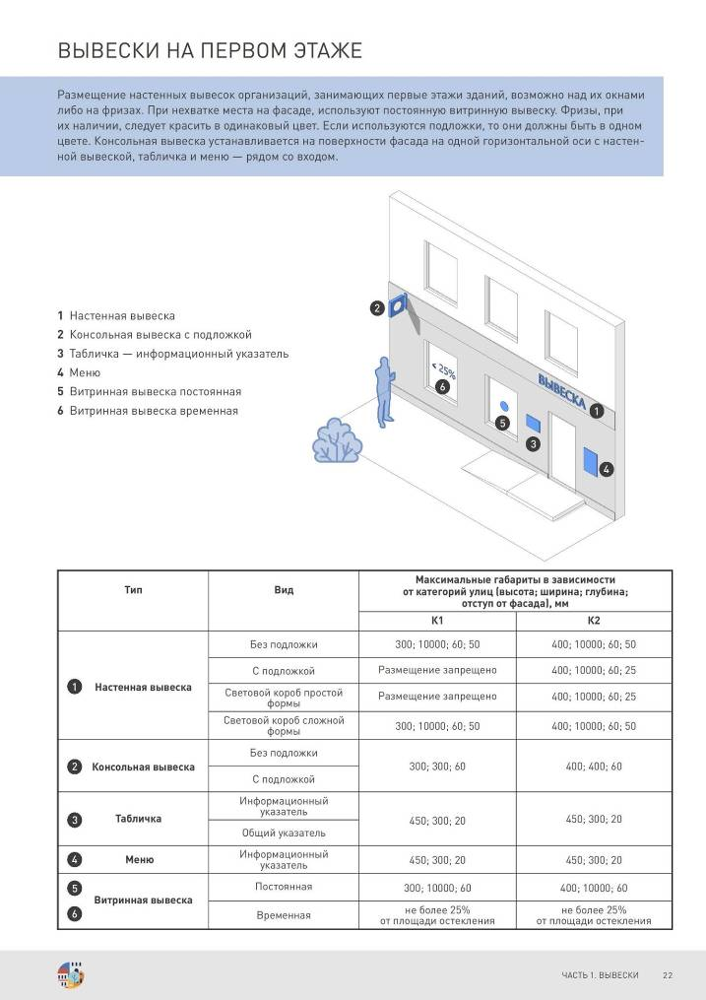 ВЫВЕСКИ НА ПЕРВОМ ЭТАЖЕ
Размещение настенных вывесок организаций, занимающих первые этажи зданий, возможно над их окнами
либо на фризах. При нехватке места на фасаде, используют постоянную витринную вывеску. Фризы, при
их наличии, следует красить в одинаковый цвет. Если используются подложки, то они должны быть в одном
цвете. Консольная вывеска устанавливается на поверхности фасада на одной горизонтальной оси с настен-
ной вывеской, табличка и меню — рядом со входом.
1 Настенная вывеска
2 Консольная вывеска с подложкой
3 Табличка — информационный указатель
4 Меню
5 Витринная вывеска постоянная
6 Витринная вывеска временная
2
< 25%
6
ВЫВЕСКА
1
5
3
4
Тип
Вид
Максимальные габариты в зависимости
от категорий улиц (высота; ширина; глубина;
отступ от фасада), мм
К1
К2
1 Настенная вывеска
Без подложки
300; 10000; 60; 50
400; 10000; 60; 50
С подложкой
Размещение запрещено
400; 10000; 60; 25
Световой короб простой
формы
Размещение запрещено
400; 10000; 60; 25
Световой короб сложной
формы
300; 10000; 60; 50
400; 10000; 60; 50
2 Консольная вывеска
Без подложки
С подложкой
300; 300; 60
400; 400; 60
3 Табличка
Информационный
указатель
Общий указатель
450; 300; 20
450; 300; 20
4 Меню
Информационный
указатель
450; 300; 20
450; 300; 20
5
6
Витринная вывеска
Постоянная
300; 10000; 60
400; 10000; 60
Временная
не более 25%
от площади остекления
не более 25%
от площади остекления
ЧАСТЬ 1. ВЫВЕСКИ 22